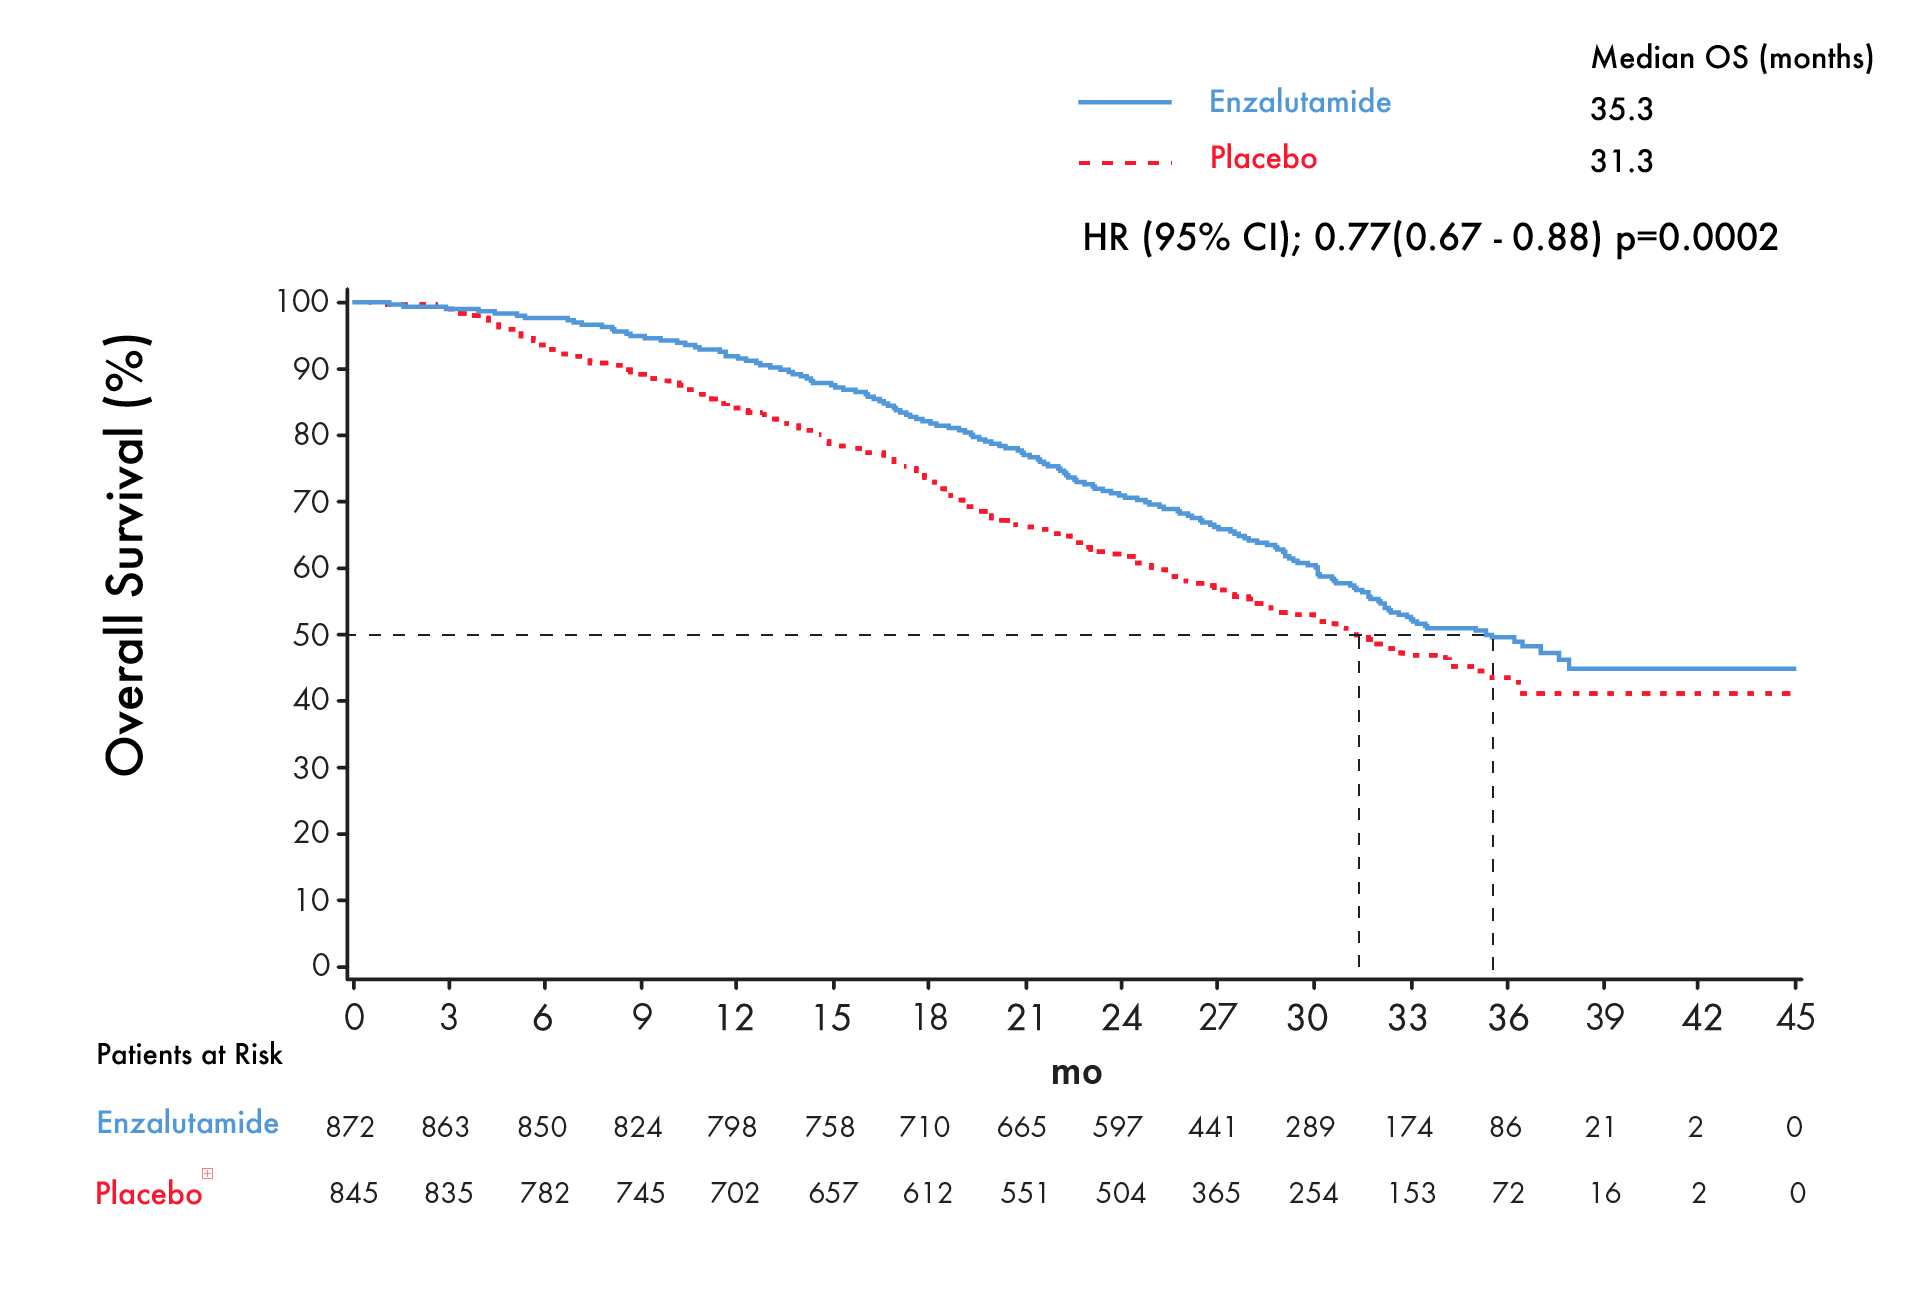 Median OS (months)
Enzalutamide 35.3
Placebo 31.3
HR (95% CI); 0.77(0.67 - 0.88) p=0.0002
Overall Survival (%)
100
90
80
70
60
50
40
30
20
10
0
0 3 6 9 12 15 18 21 24 27 30 33 36 39 42 45
mo
Patients at Risk
Enzalutamide 872 863 850 824 798 758 710 665 597 441 289 174 86 21 2 0
Placebo 845 835 782 745 702 657 612 551 504 365 254 153 72 16 2 0